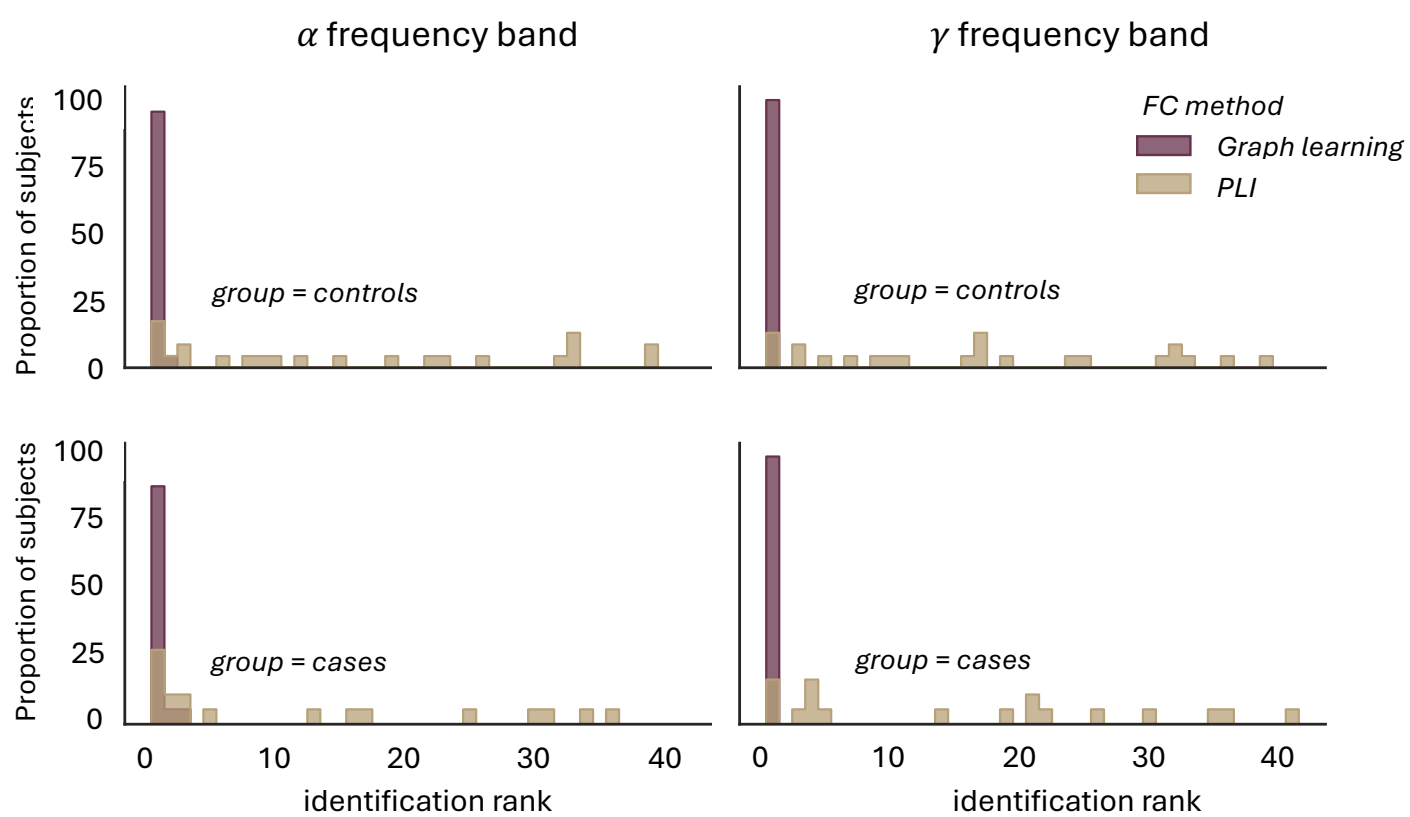 α frequency band
γ frequency band
Proportion of subjects
100
75
50
25
0
group = controls
group = controls
FC method
Graph learning
PLI
Proportion of subjects
100
75
50
25
0
group = cases
group = cases
0 10 20 30 40
0 10 20 30 40
identification rank
identification rank